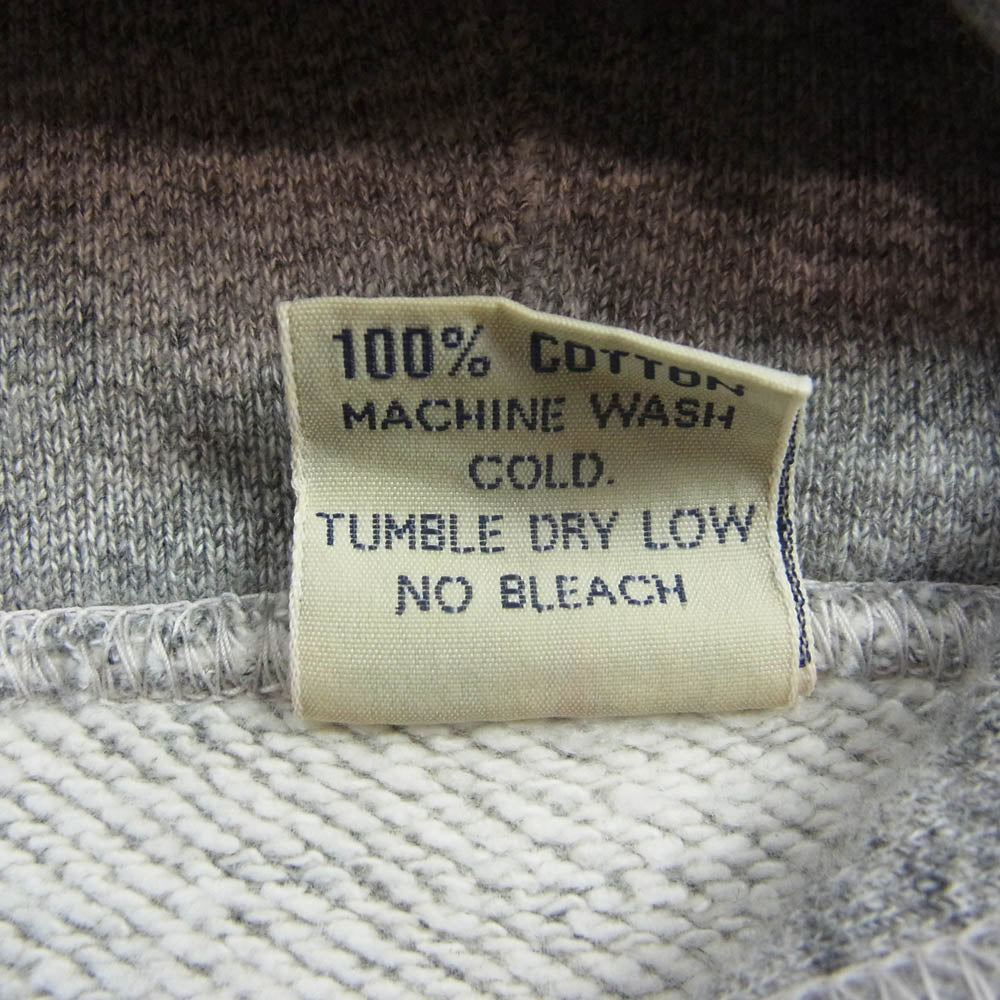 100% COTTON
MACHINE WASH
COLD.
TUMBLE DRY LOW
NO BLEACH